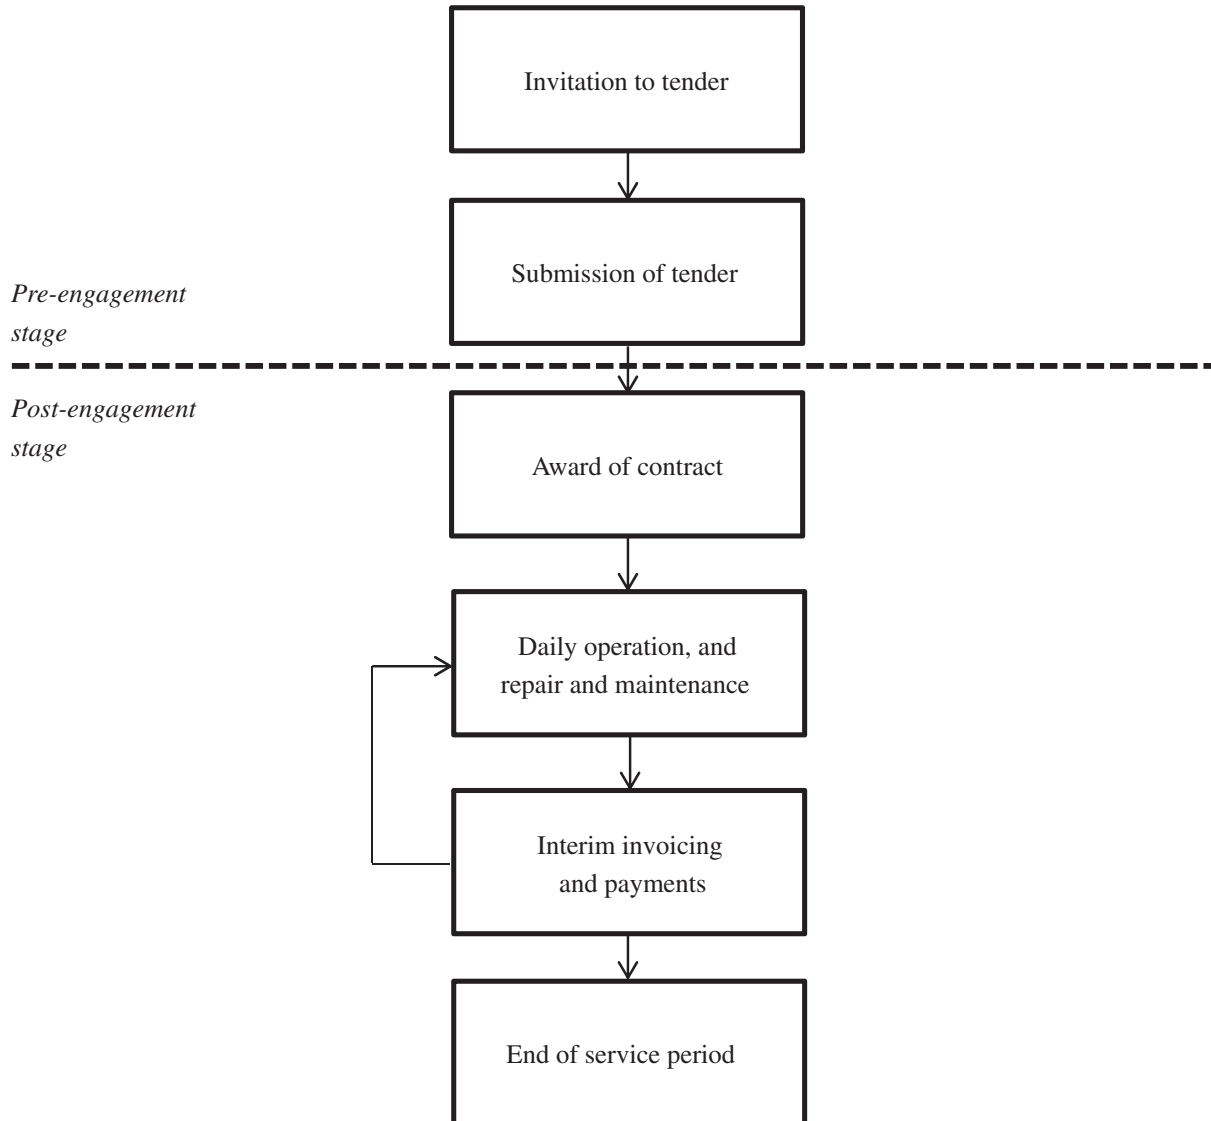 Invitation to tender
Submission of tender
Pre-engagement
stage
Post-engagement
stage
Award of contract
Daily operation, and
repair and maintenance
Interim invoicing
and payments
End of service period